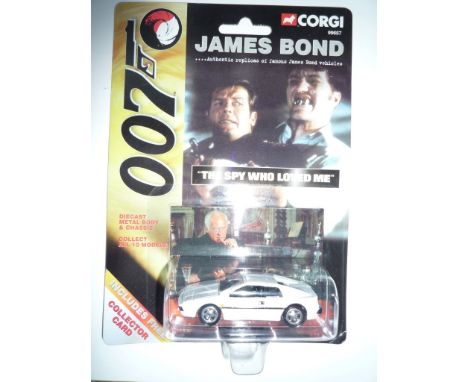 CORGI
99657
JAMES BOND
....Authentic replicas of famous James Bond vehicles
007
"THE SPY WHO LOVED ME"
DIECAST
METAL BODY
& CHASSIS
COLLECT
ALL 10 MODELS
INCLUDES FREE
COLLECTOR
CARD